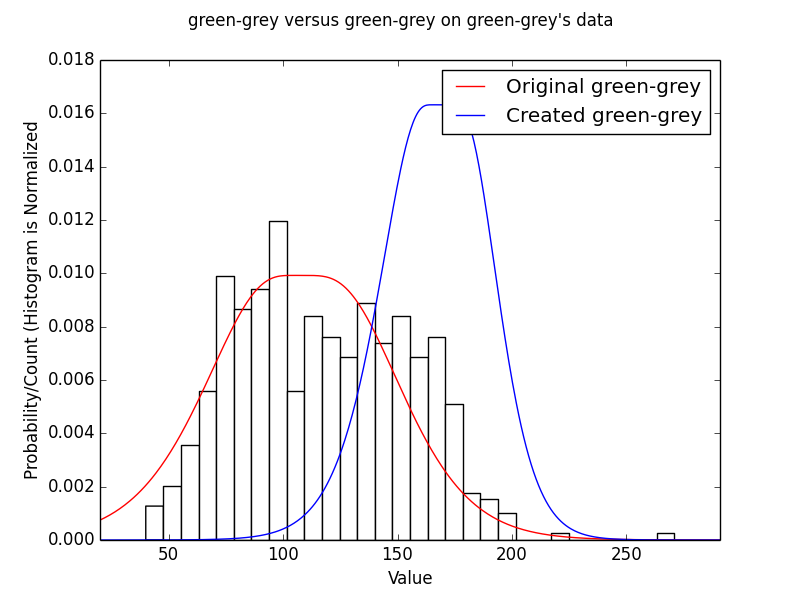 green-grey versus green-grey on green-grey's data
0.018
0.016
0.014
0.012
0.010
0.008
0.006
0.004
0.002
0.000
Probability/Count (Histogram is Normalized
Original green-grey
Created green-grey
50 100 150 200 250
Value